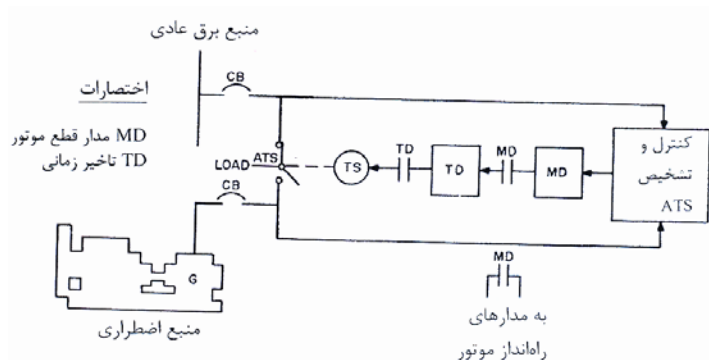 منبع برق عادی
CB
اختصارات
MD مدار قطع موتور
TD تاخیر زمانی
LOAD
ATS
TS
TD
TD
MD
MD
کنترل و
تشخیص
ATS
CB
G
منبع اضطراری
MD
به مدارهای
راه‌انداز موتور